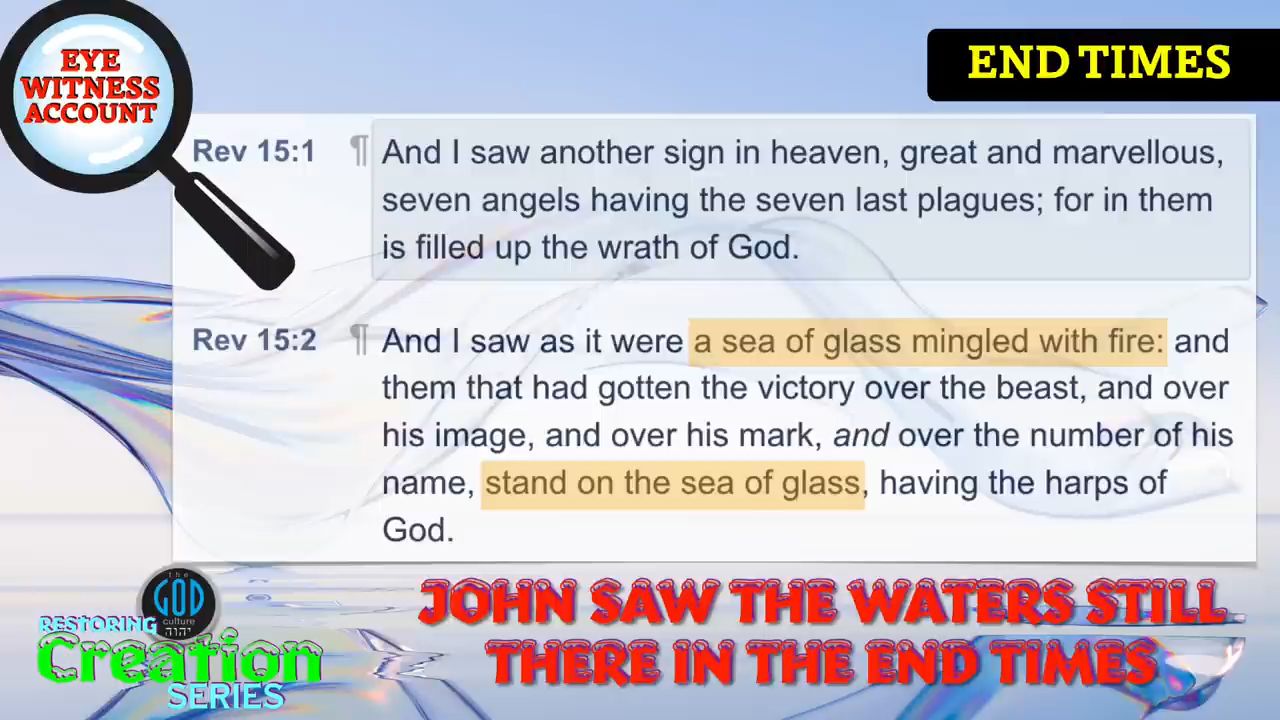 EYE
WITNESS
ACCOUNT
END TIMES
Rev 15:1 ¶ And I saw another sign in heaven, great and marvellous,
seven angels having the seven last plagues; for in them
is filled up the wrath of God.
Rev 15:2 ¶ And I saw as it were a sea of glass mingled with fire: and
them that had gotten the victory over the beast, and over
his image, and over his mark, and over the number of his
name, stand on the sea of glass, having the harps of
God.
the
GOD
culture
יהוה
RESTORING
Creation
SERIES
JOHN SAW THE WATERS STILL
THERE IN THE END TIMES